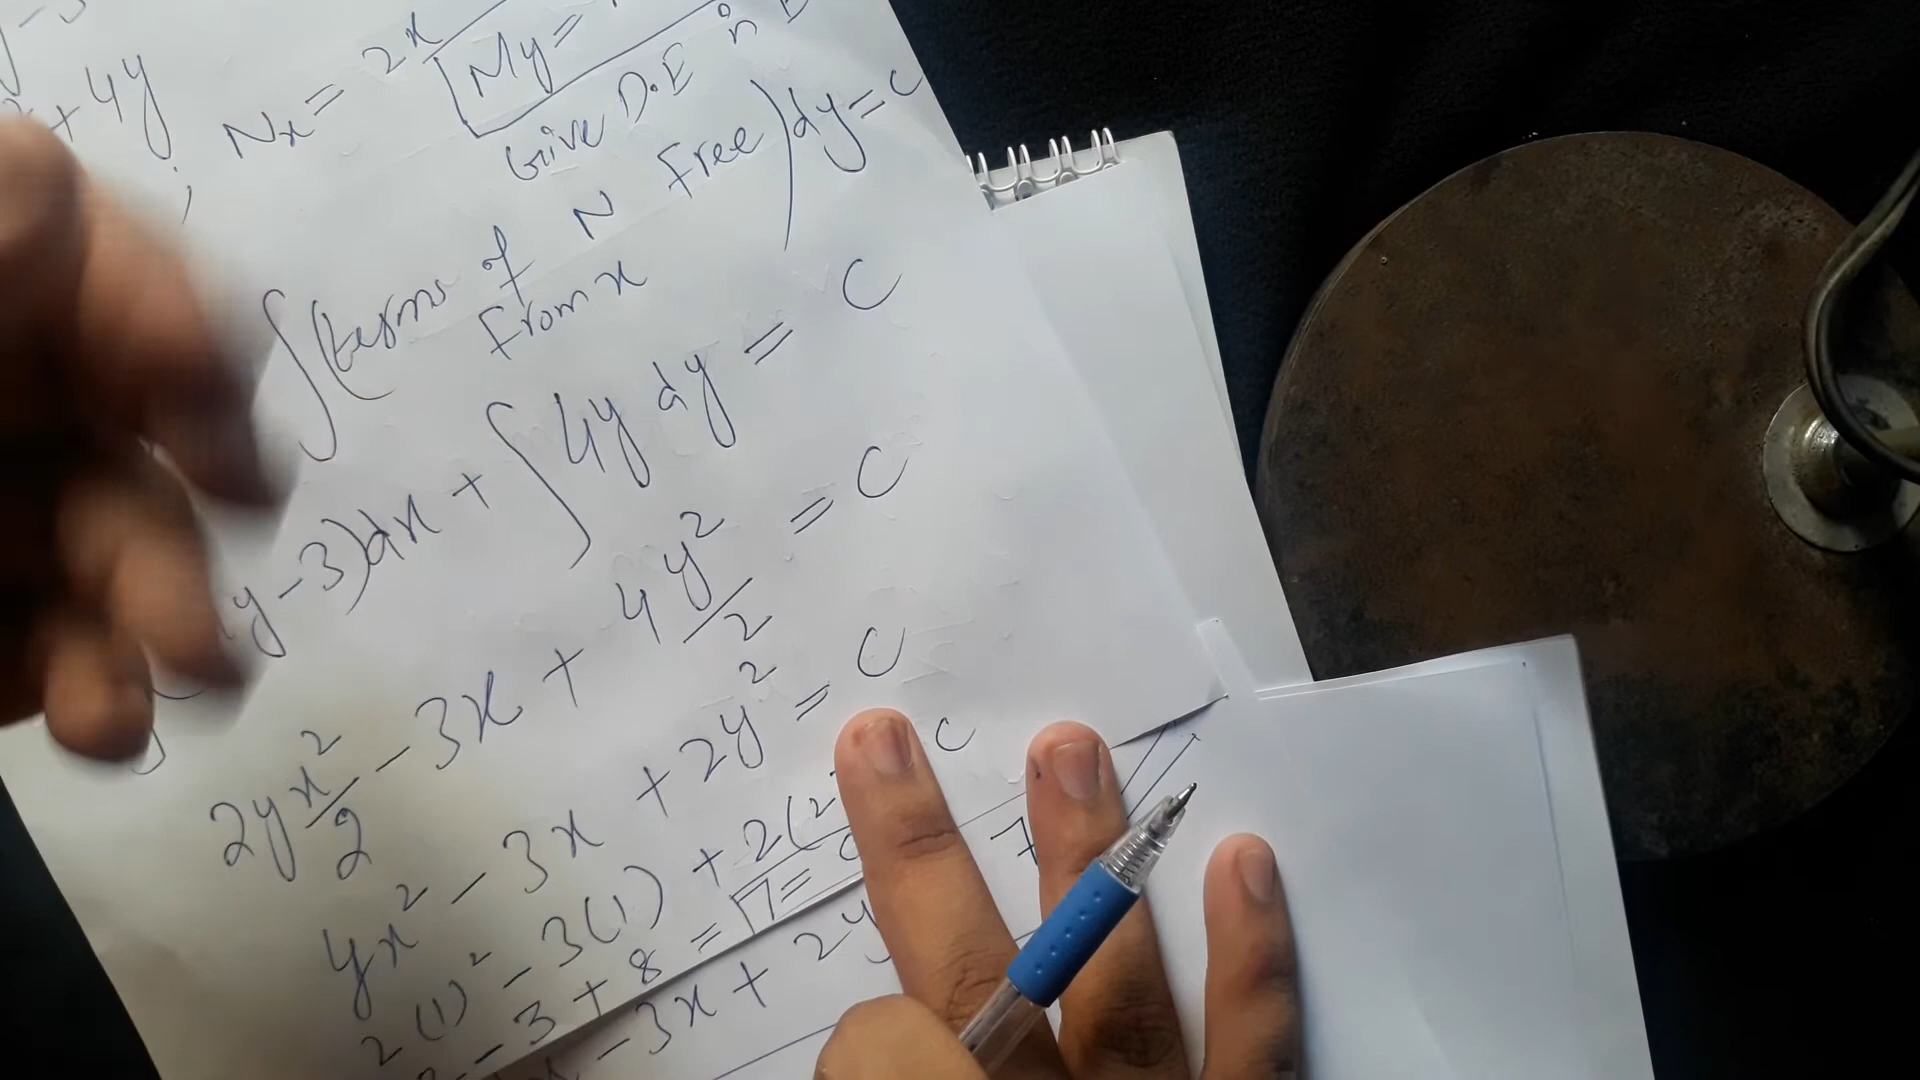 + 4y ; Nx = 2x My =
Give D.E
∫(terms of N Free From x) dy = C
y - 3)dx + ∫ 4y dy = C
2y x²/2 - 3x + 4 y²/2 = C
yx² - 3x + 2y² = C
2(1)² - 3(1) + 2(2 C
- 3 + 8 = 7 = 7
- 3x + 2y